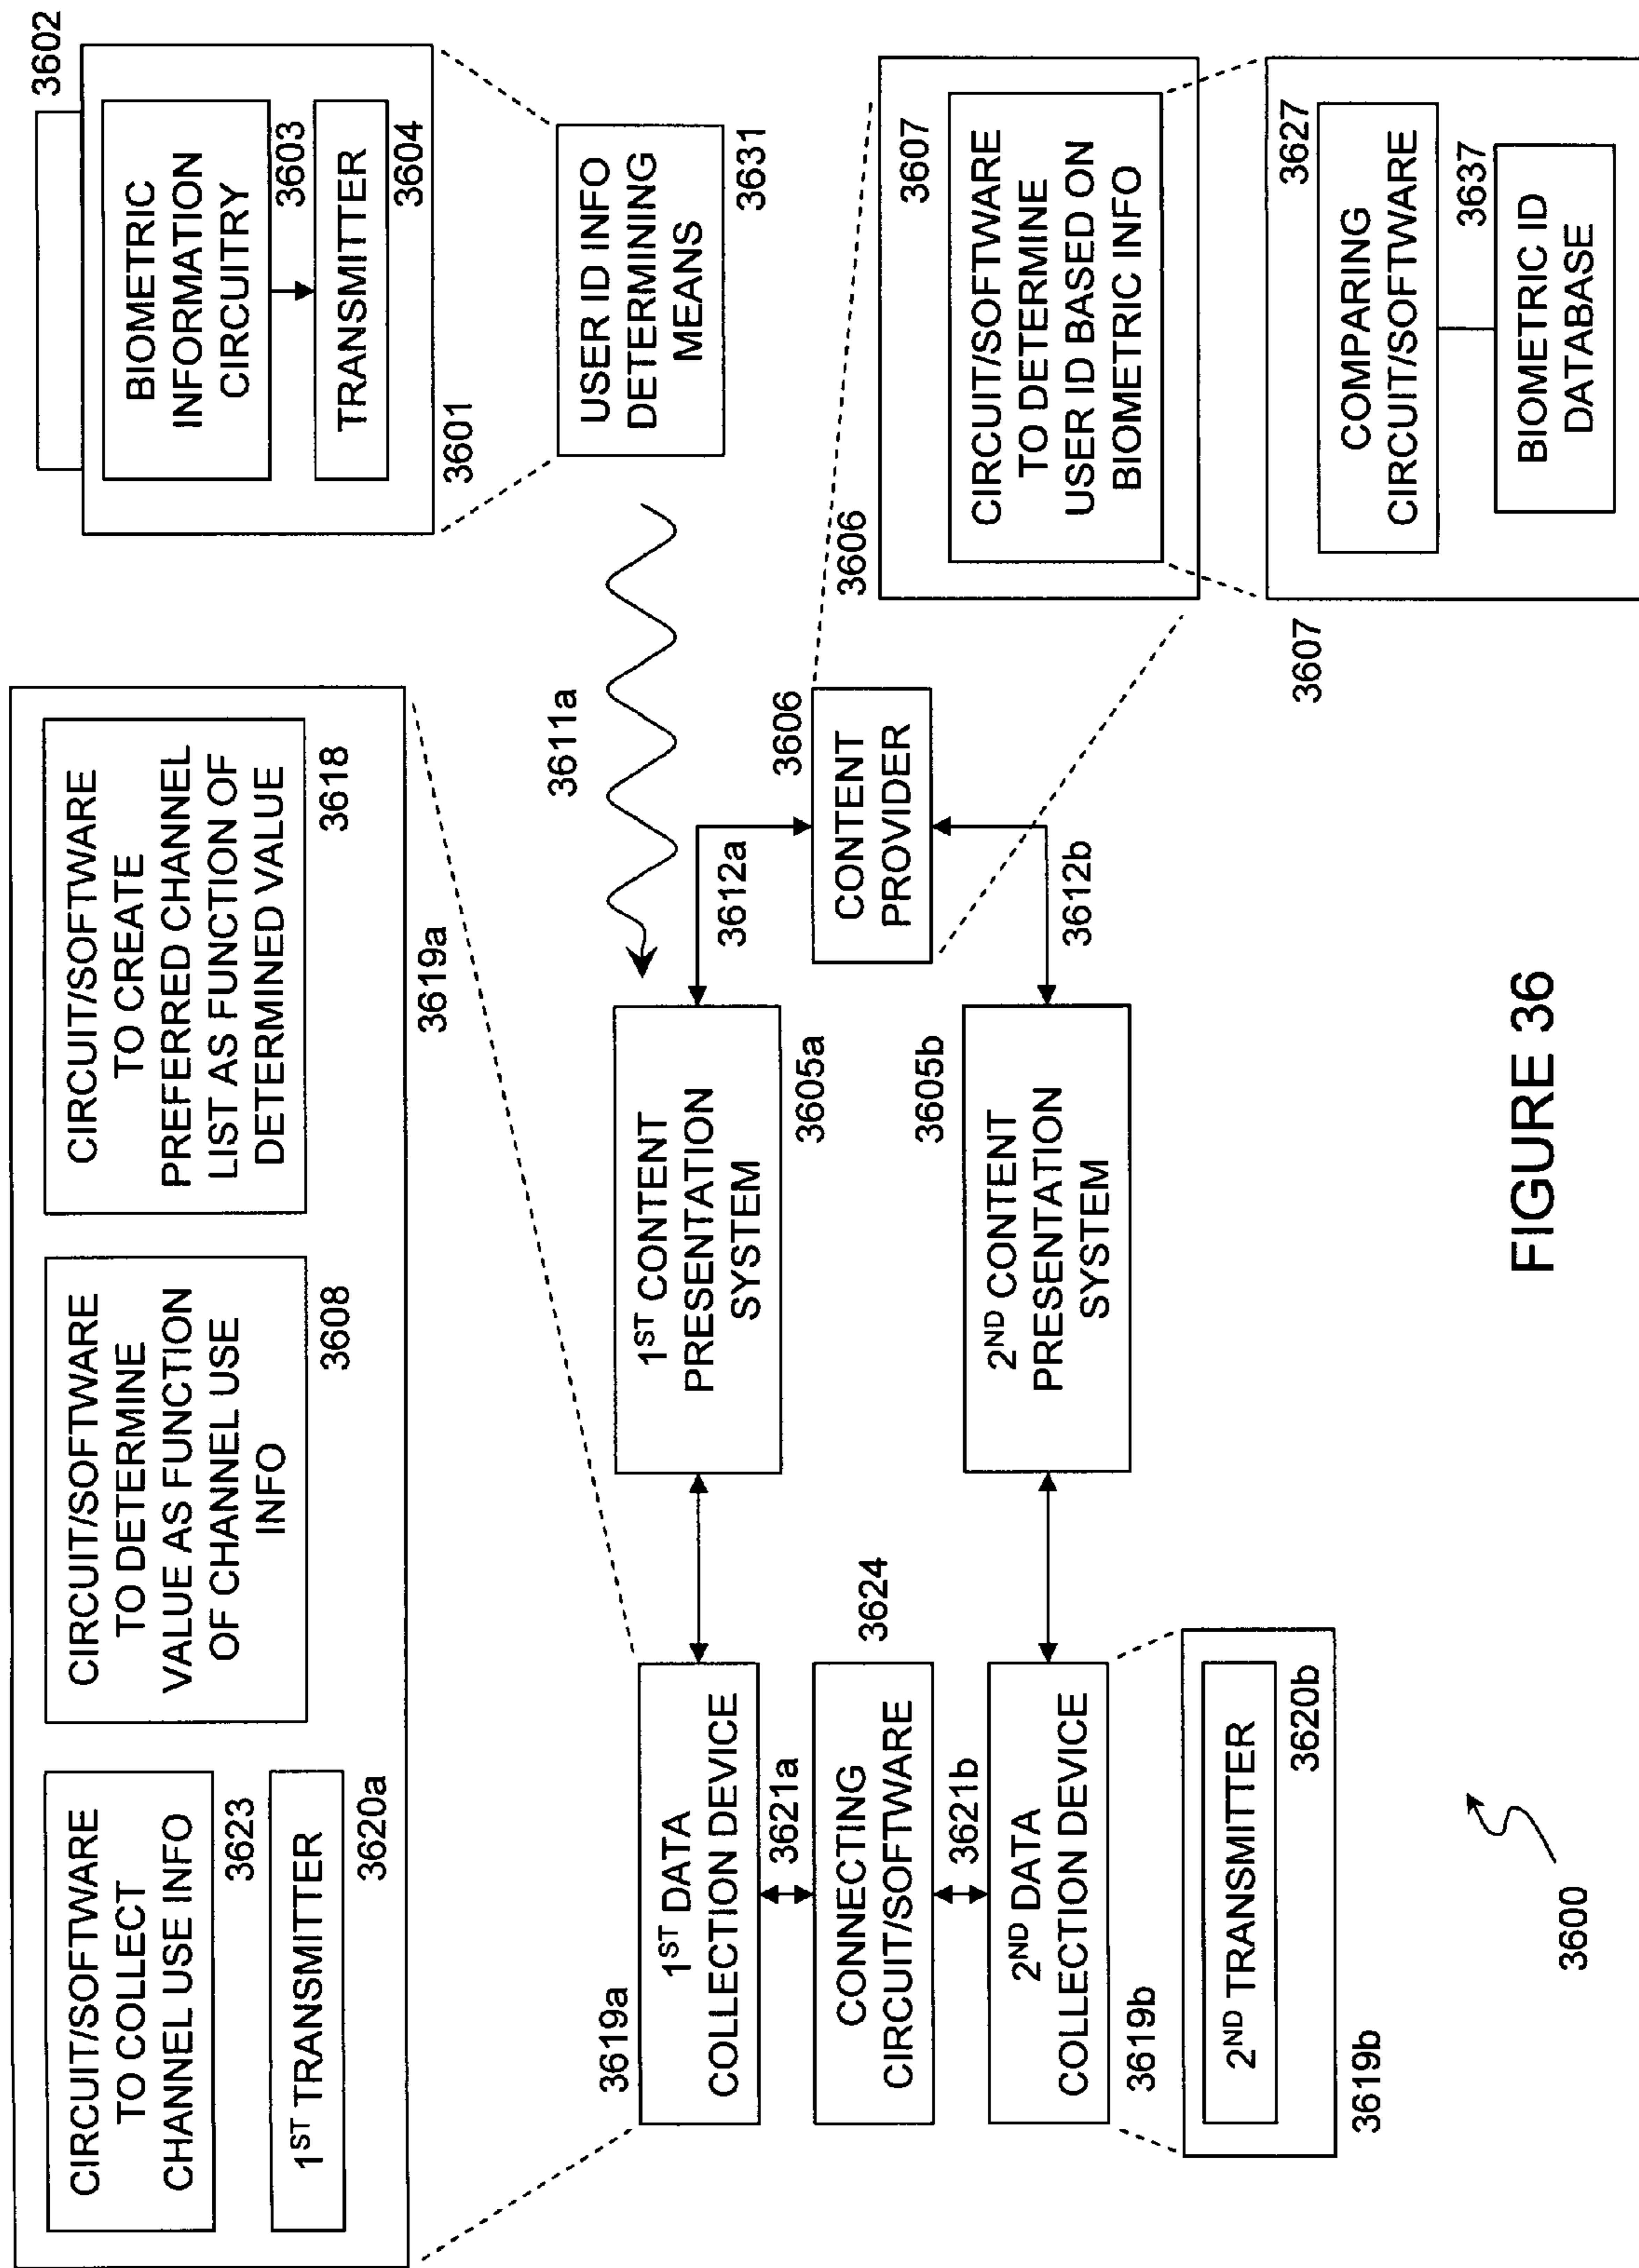 CIRCUIT/SOFTWARE
TO COLLECT
CHANNEL USE INFO
3623
1ST TRANSMITTER
3620a
CIRCUIT/SOFTWARE
TO DETERMINE
VALUE AS FUNCTION
OF CHANNEL USE
INFO
3608
CIRCUIT/SOFTWARE
TO CREATE
PREFERRED CHANNEL
LIST AS FUNCTION OF
DETERMINED VALUE
3618
3619a
3602
BIOMETRIC
INFORMATION
CIRCUITRY
3603
TRANSMITTER
3604
3601
USER ID INFO
DETERMINING
MEANS
3631
3611a
3619a
1ST DATA
COLLECTION DEVICE
3621a
CONNECTING
CIRCUIT/SOFTWARE
3624
3621b
2ND DATA
COLLECTION DEVICE
3619b
2ND TRANSMITTER
3620b
3619b
1ST CONTENT
PRESENTATION
SYSTEM
3605a
3605b
2ND CONTENT
PRESENTATION
SYSTEM
3612a
3612b
CONTENT
PROVIDER
3606
3606
3607
CIRCUIT/SOFTWARE
TO DETERMINE
USER ID BASED ON
BIOMETRIC INFO
3607
COMPARING
CIRCUIT/SOFTWARE
3627
3637
BIOMETRIC ID
DATABASE
3600
FIGURE 36